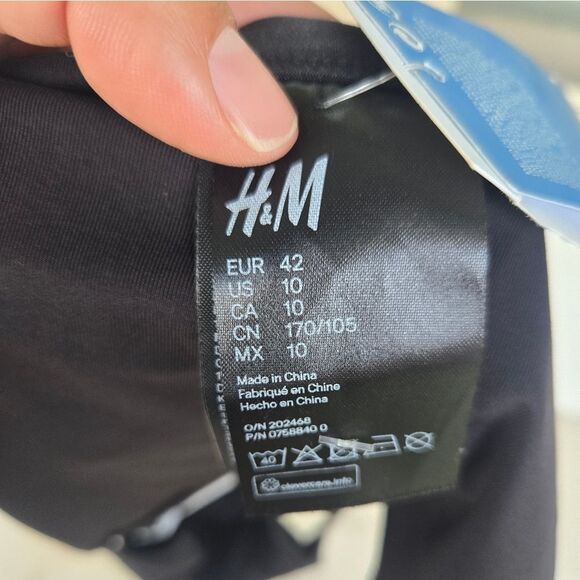 H&M
EUR 42
US 10
CA 10
CN 170/105
MX 10
Made in China
Fabriqué en Chine
Hecho en China
O/N 202468
P/N 0758840 0
40
clevercare.info